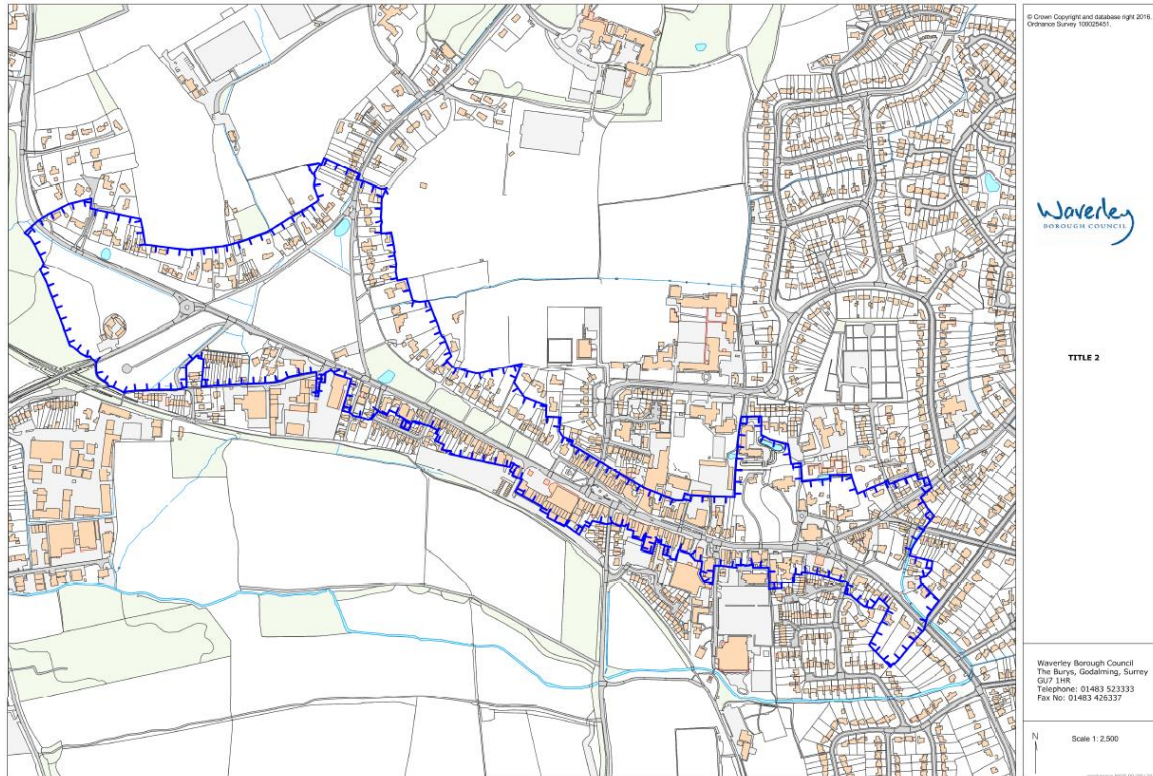 © Crown Copyright and database right 2016.
Ordnance Survey 100025451.
Waverley
BOROUGH COUNCIL
TITLE 2
Waverley Borough Council
The Burys, Godalming, Surrey
GU7 1HR
Telephone: 01483 523333
Fax No: 01483 426337
N
Scale 1: 2,500